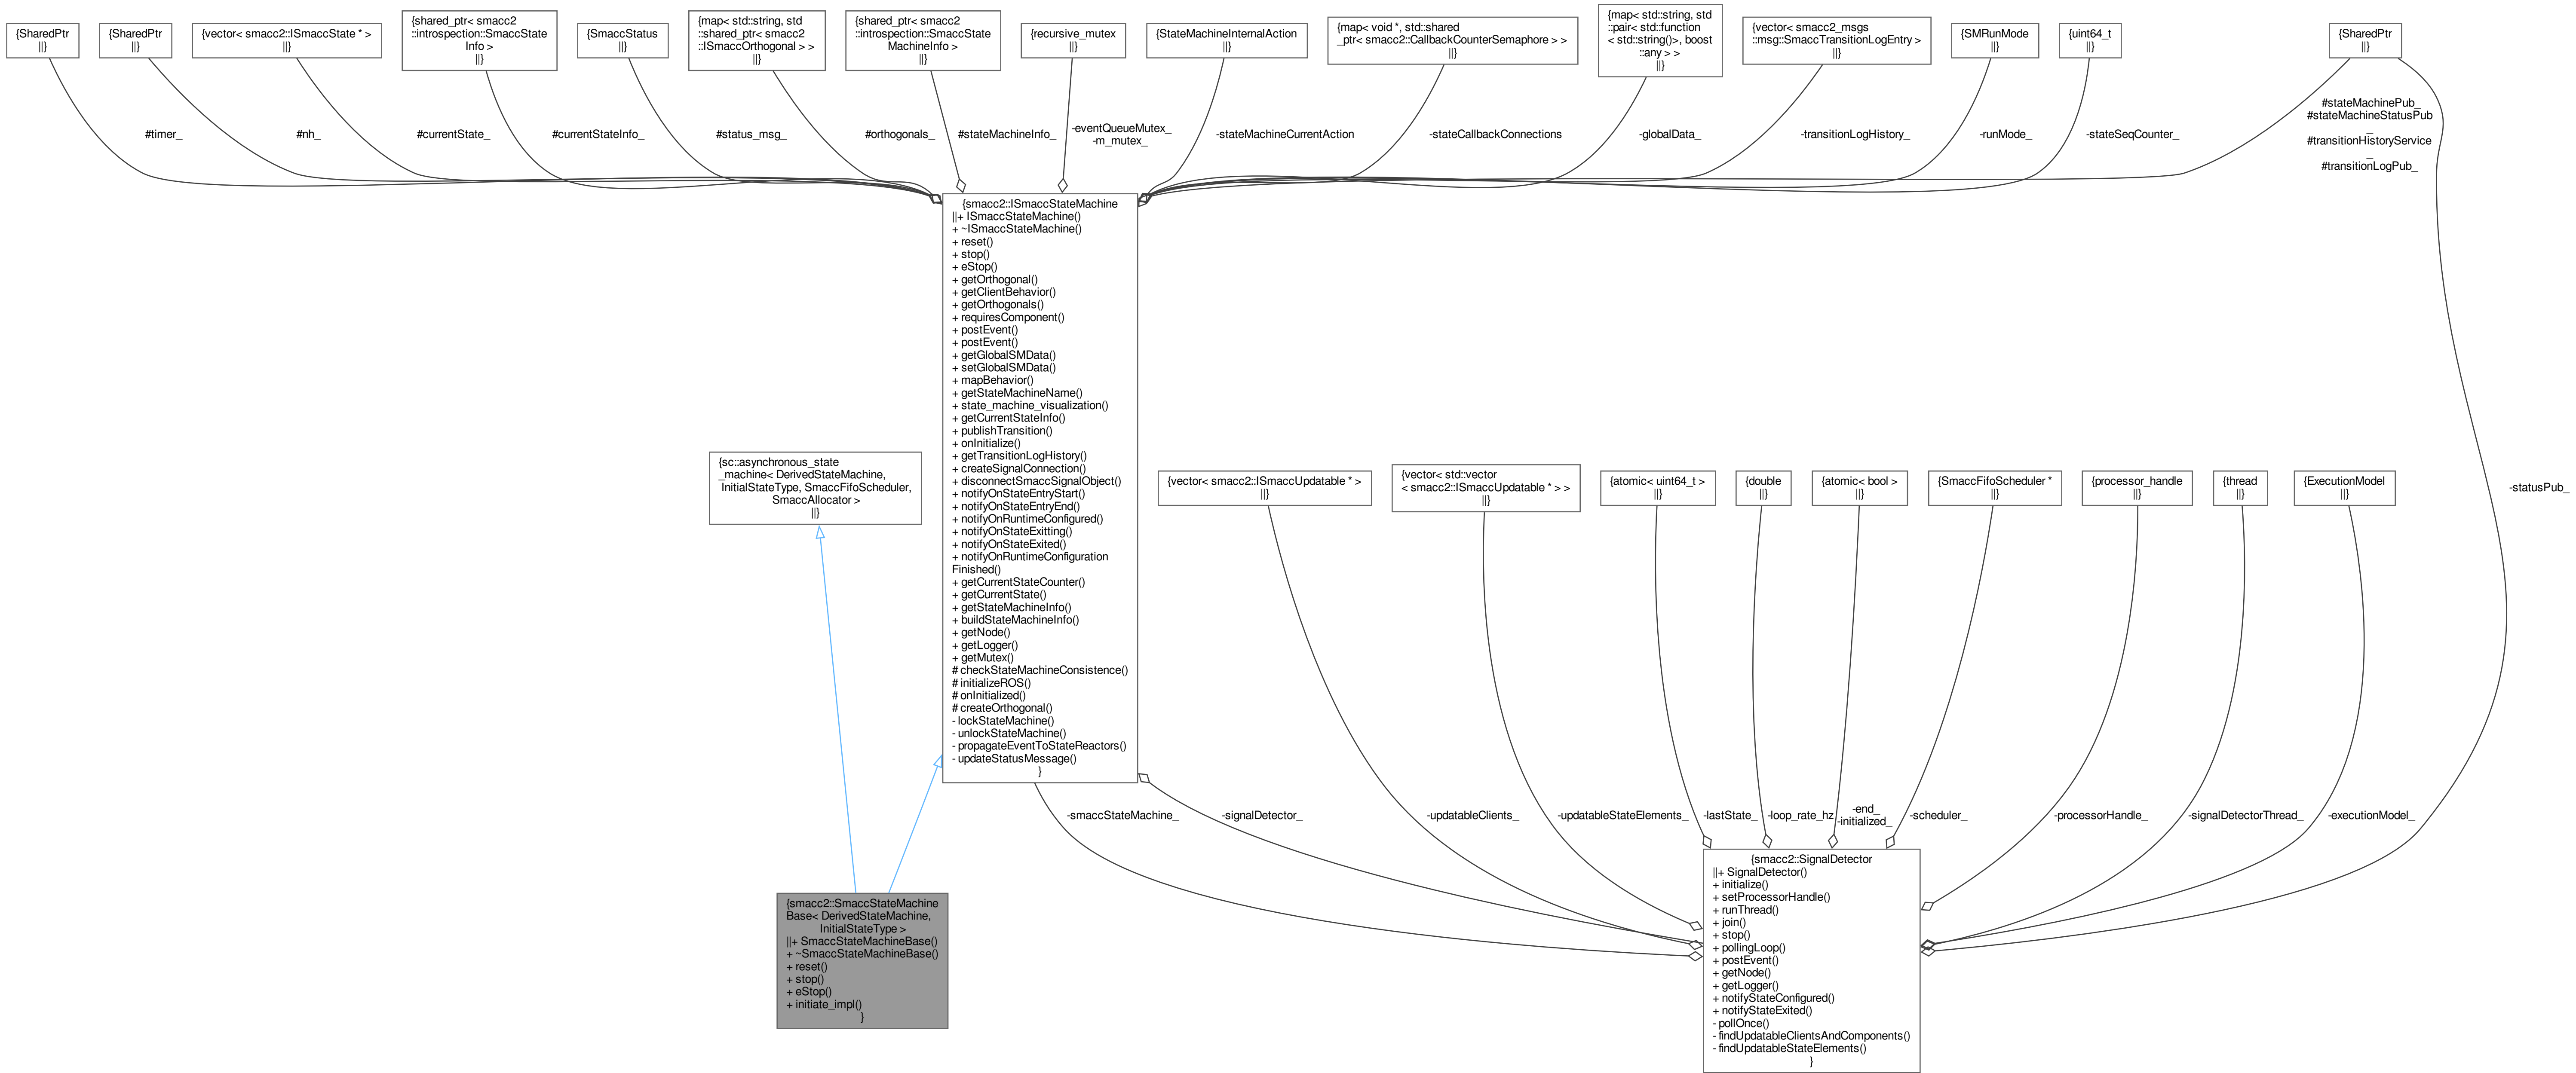 {SharedPtr
||}
{SharedPtr
||}
{vector< smacc2::ISmaccState * >
||}
{shared_ptr< smacc2
::introspection::SmaccState
Info >
||}
{SmaccStatus
||}
{map< std::string, std
::shared_ptr< smacc2
::ISmaccOrthogonal > >
||}
{shared_ptr< smacc2
::introspection::SmaccState
MachineInfo >
||}
{recursive_mutex
||}
{StateMachineInternalAction
||}
{map< void *, std::shared
_ptr< smacc2::CallbackCounterSemaphore > >
||}
{map< std::string, std
::pair< std::function
< std::string()>, boost
::any > >
||}
{vector< smacc2_msgs
::msg::SmaccTransitionLogEntry >
||}
{SMRunMode
||}
{uint64_t
||}
{SharedPtr
||}
#timer_
#nh_
#currentState_
#currentStateInfo_
#status_msg_
#orthogonals_
#stateMachineInfo_
-eventQueueMutex_
-m_mutex_
-stateMachineCurrentAction
-stateCallbackConnections
-globalData_
-transitionLogHistory_
-runMode_
-stateSeqCounter_
#stateMachinePub_
#stateMachineStatusPub
_
#transitionHistoryService
_
#transitionLogPub_
{smacc2::ISmaccStateMachine
||+ ISmaccStateMachine()
+ ~ISmaccStateMachine()
+ reset()
+ stop()
+ eStop()
+ getOrthogonal()
+ getClientBehavior()
+ getOrthogonals()
+ requiresComponent()
+ postEvent()
+ postEvent()
+ getGlobalSMData()
+ setGlobalSMData()
+ mapBehavior()
+ getStateMachineName()
+ state_machine_visualization()
+ getCurrentStateInfo()
+ publishTransition()
+ onInitialize()
+ getTransitionLogHistory()
+ createSignalConnection()
+ disconnectSmaccSignalObject()
+ notifyOnStateEntryStart()
+ notifyOnStateEntryEnd()
+ notifyOnRuntimeConfigured()
+ notifyOnStateExitting()
+ notifyOnStateExited()
+ notifyOnRuntimeConfiguration
Finished()
+ getCurrentStateCounter()
+ getCurrentState()
+ getStateMachineInfo()
+ buildStateMachineInfo()
+ getNode()
+ getLogger()
+ getMutex()
# checkStateMachineConsistence()
# initializeROS()
# onInitialized()
# createOrthogonal()
- lockStateMachine()
- unlockStateMachine()
- propagateEventToStateReactors()
- updateStatusMessage()
}
{sc::asynchronous_state
_machine< DerivedStateMachine,
InitialStateType, SmaccFifoScheduler,
SmaccAllocator >
||}
{vector< smacc2::ISmaccUpdatable * >
||}
{vector< std::vector
< smacc2::ISmaccUpdatable * > >
||}
{atomic< uint64_t >
||}
{double
||}
{atomic< bool >
||}
{SmaccFifoScheduler *
||}
{processor_handle
||}
{thread
||}
{ExecutionModel
||}
-statusPub_
-smaccStateMachine_
-signalDetector_
-updatableClients_
-updatableStateElements_
-lastState_
-loop_rate_hz
-end_
-initialized_
-scheduler_
-processorHandle_
-signalDetectorThread_
-executionModel_
{smacc2::SmaccStateMachine
Base< DerivedStateMachine,
InitialStateType >
||+ SmaccStateMachineBase()
+ ~SmaccStateMachineBase()
+ reset()
+ stop()
+ eStop()
+ initiate_impl()
}
{smacc2::SignalDetector
||+ SignalDetector()
+ initialize()
+ setProcessorHandle()
+ runThread()
+ join()
+ stop()
+ pollingLoop()
+ postEvent()
+ getNode()
+ getLogger()
+ notifyStateConfigured()
+ notifyStateExited()
- pollOnce()
- findUpdatableClientsAndComponents()
- findUpdatableStateElements()
}